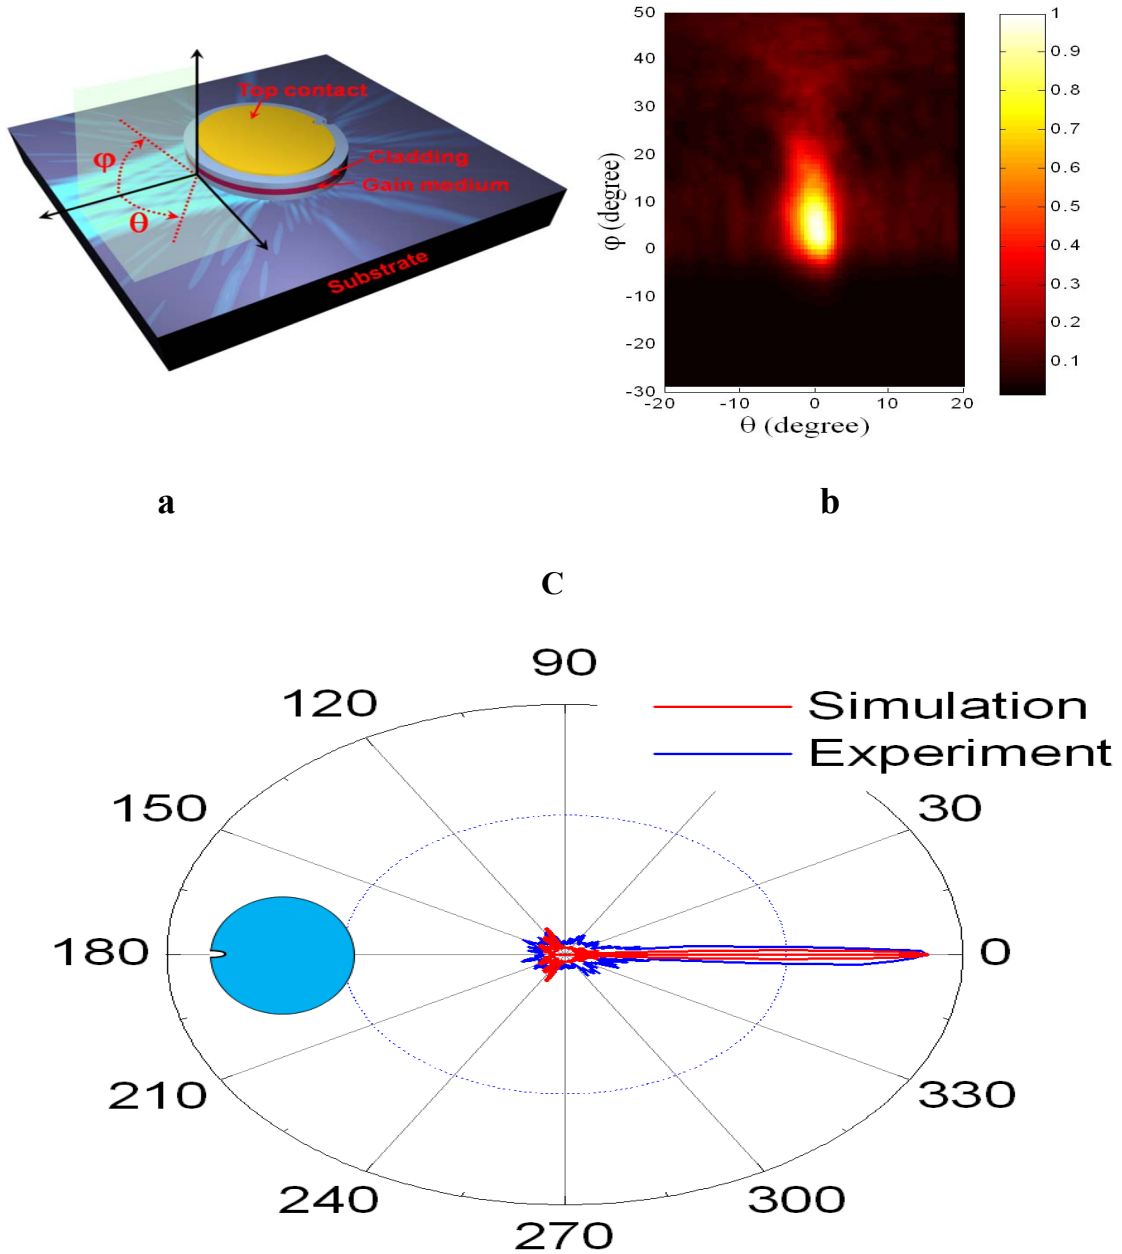 Top contact
Cladding
Gain medium
φ
θ
Substrate
a
50
40
30
20
10
0
-10
-20
-30
φ (degree)
-20
-10
0
10
20
θ (degree)
1
0.9
0.8
0.7
0.6
0.5
0.4
0.3
0.2
0.1
b
C
90
120
Simulation
Experiment
150
30
180
0
210
330
240
300
270